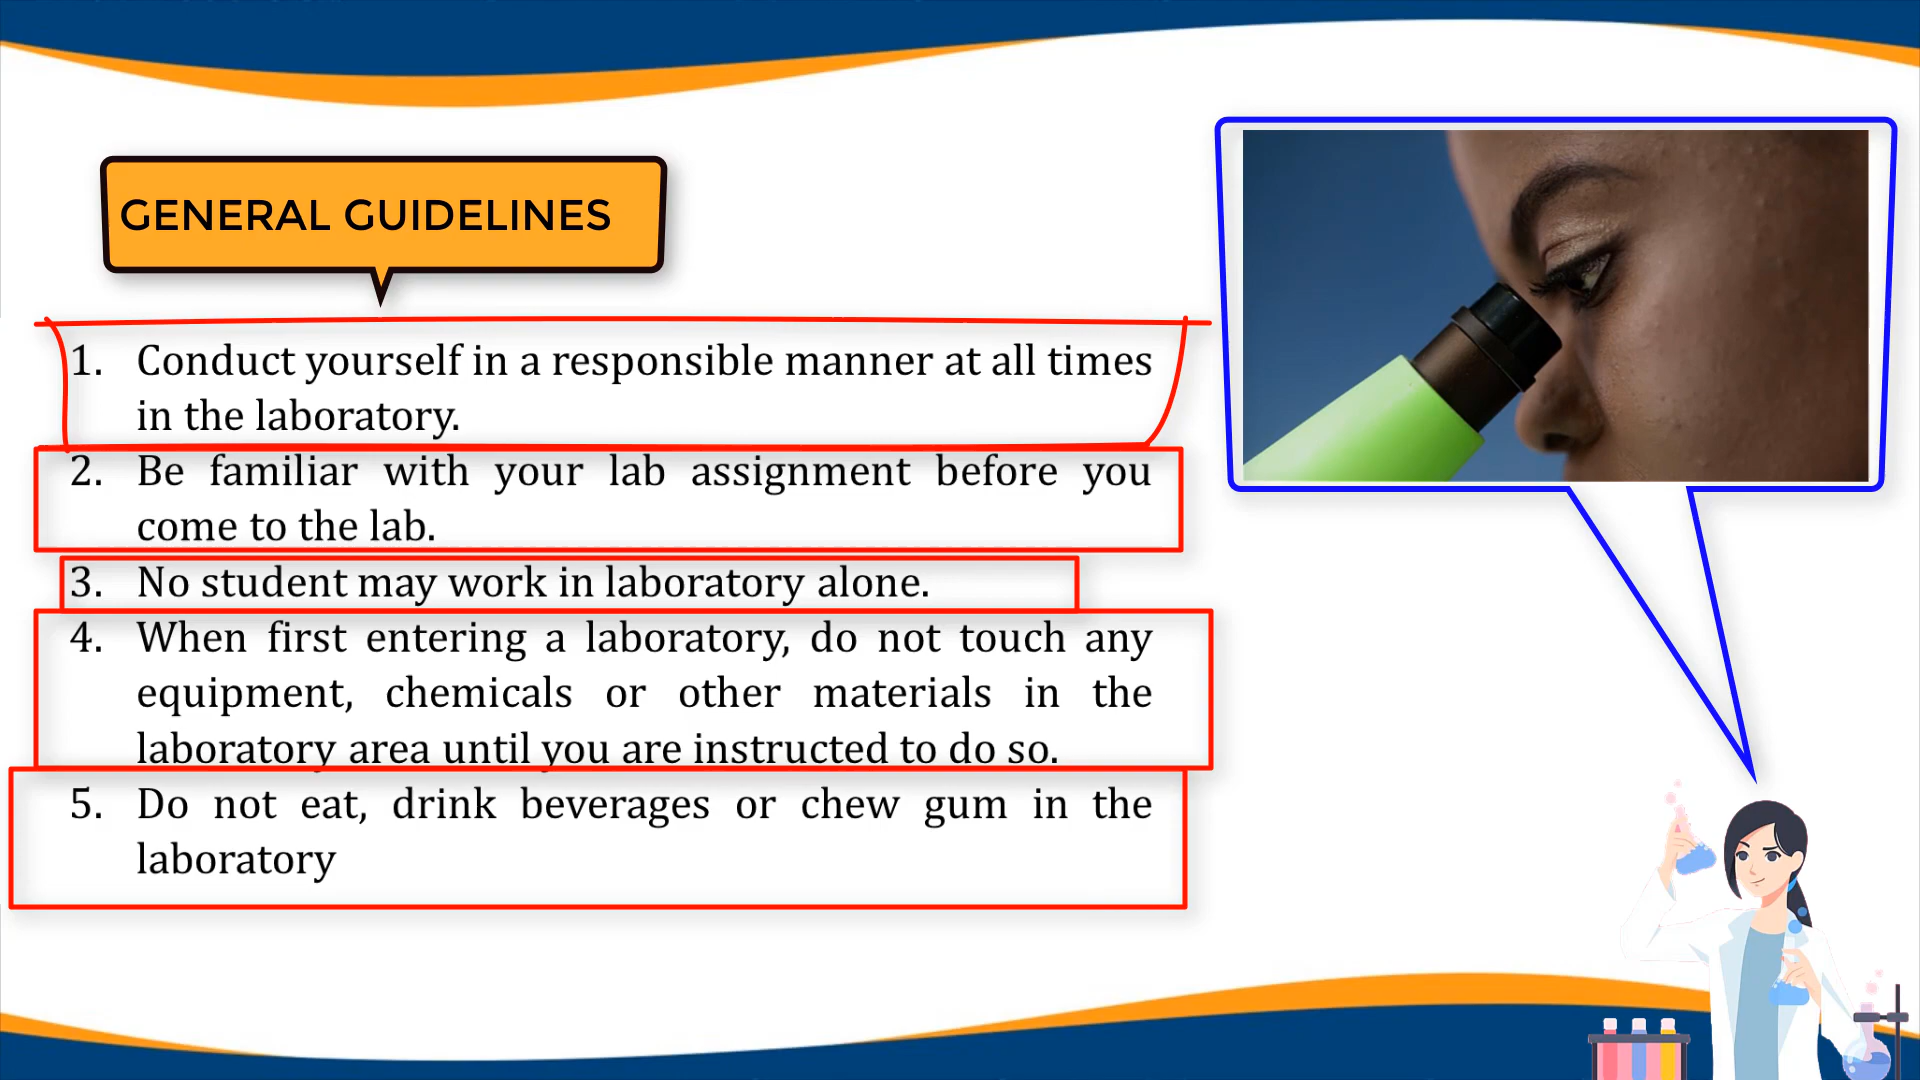 GENERAL GUIDELINES
1. Conduct yourself in a responsible manner at all times
in the laboratory.
2. Be familiar with your lab assignment before you
come to the lab.
3. No student may work in laboratory alone.
4. When first entering a laboratory, do not touch any
equipment, chemicals or other materials in the
laboratory area until you are instructed to do so.
5. Do not eat, drink beverages or chew gum in the
laboratory